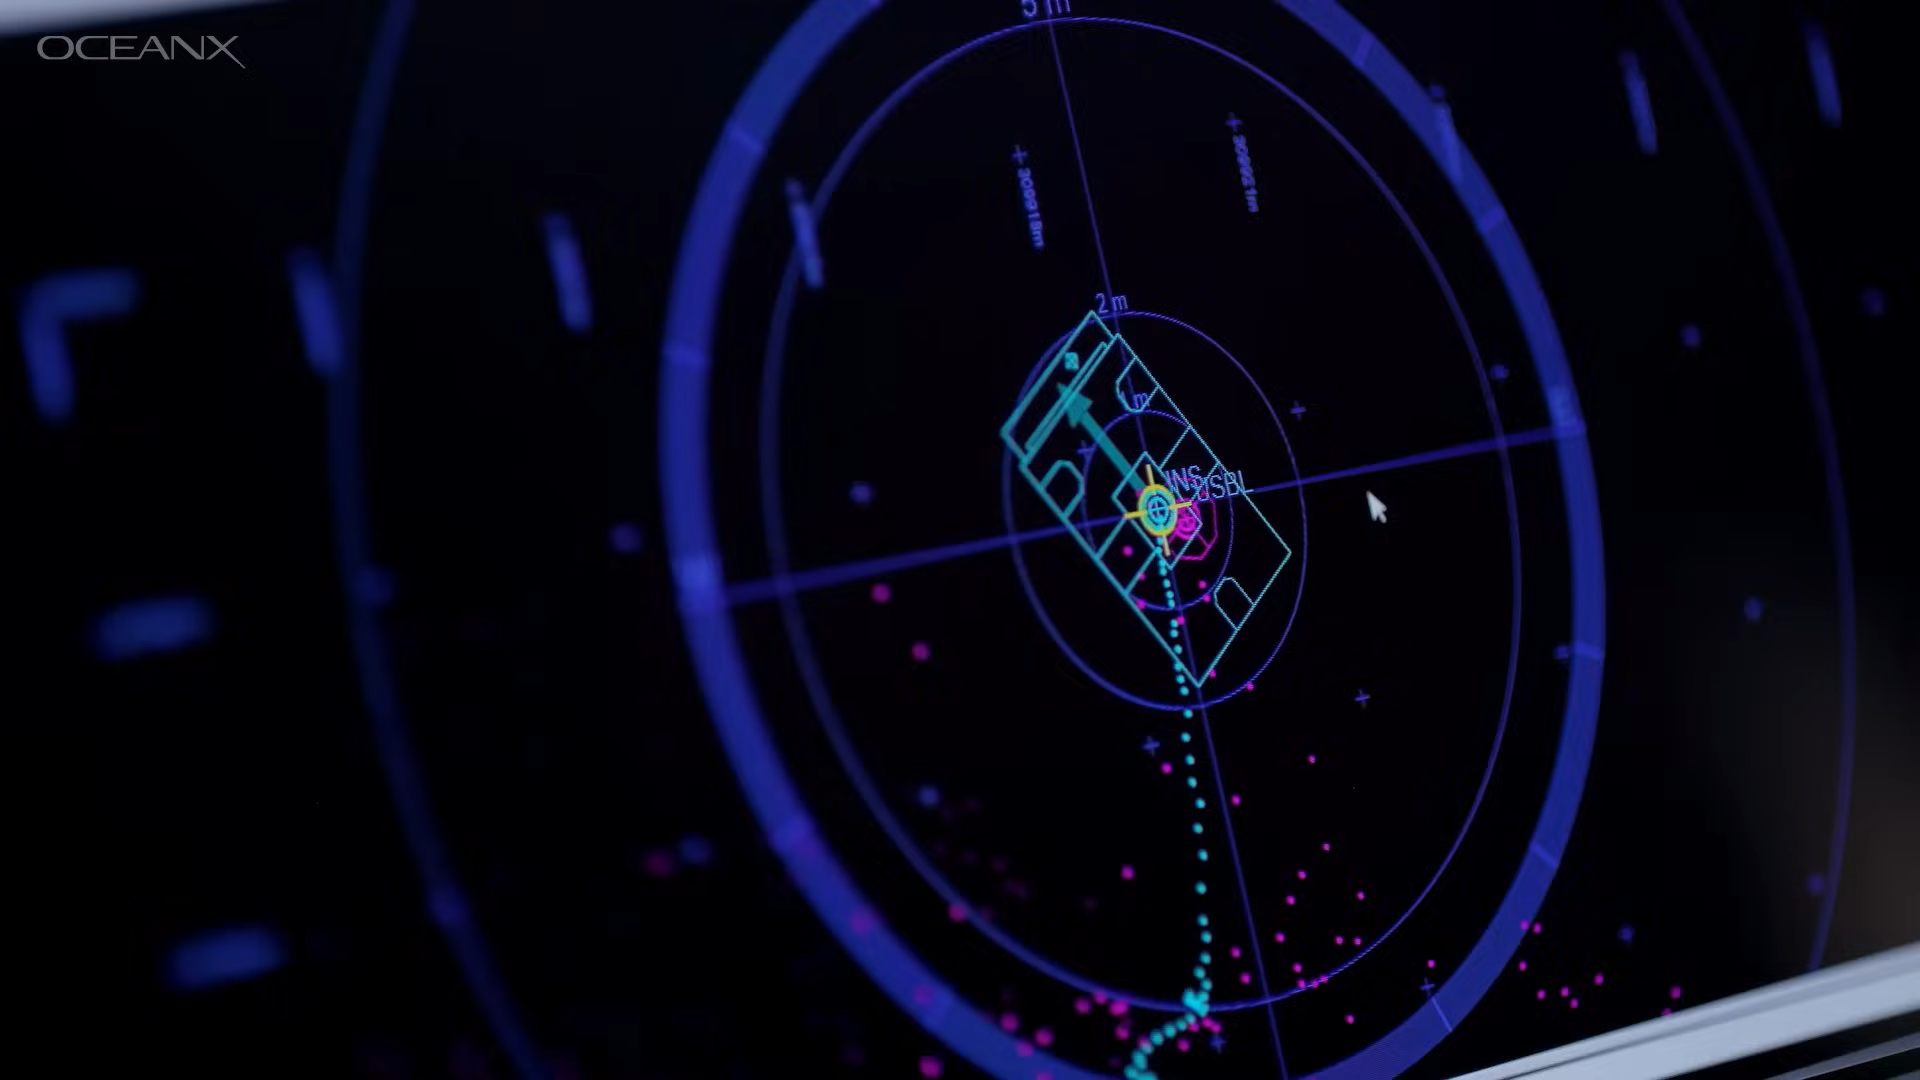 OCEANX
5 m
2 m
1 m
INS
USBL